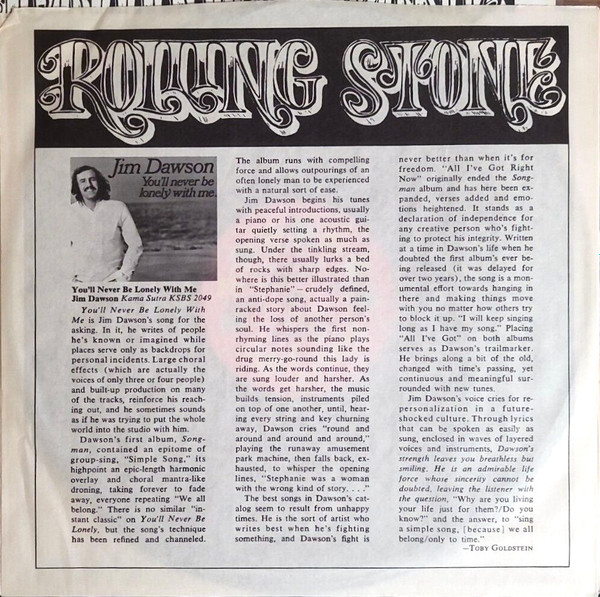 ROLLING STONE
Jim Dawson
You'll never be
lonely with me.
You'll Never Be Lonely With Me
Jim Dawson Kama Sutra KSBS 2049
You'll Never Be Lonely With
Me is Jim Dawson's song for the
asking. In it, he writes of people
he's known or imagined while
places serve only as backdrops for
personal incidents. Large choral
effects (which are actually the
voices of only three or four people)
and built-up production on many
of the tracks, reinforce his reach-
ing out, and he sometimes sounds
as if he was trying to put the whole
world into the studio with him.
Dawson's first album, Song-
man, contained an epitome of
group-sing, "Simple Song," its
highpoint an epic-length harmonic
overlay and choral mantra-like
droning, taking forever to fade
away, everyone repeating "We all
belong." There is no similar "in-
stant classic" on You'll Never Be
Lonely, but the song's technique
has been refined and channeled.
The album runs with compelling
force and allows outpourings of an
often lonely man to be experienced
with a natural sort of ease.
Jim Dawson begins his tunes
with peaceful introductions, usually
a piano or his one acoustic gui-
tar quietly setting a rhythm, the
opening verse spoken as much as
sung. Under the tinkling stream,
though, there usually lurks a bed
of rocks with sharp edges. No-
where is this better illustrated than
in "Stephanie" — crudely defined,
an anti-dope song, actually a pain-
racked story about Dawson feel-
ing the loss of another person's
soul. He whispers the first non-
rhyming lines as the piano plays
circular notes sounding like the
drug merry-go-round this lady is
riding. As the words continue, they
are sung louder and harsher. As
the words get harsher, the music
builds tension, instruments piled
on top of one another, until, hear-
ing every string and key churning
away, Dawson cries "round and
around and around and around,"
playing the runaway amusement
park machine, then falls back, ex-
hausted, to whisper the opening
lines, "Stephanie was a woman
with the wrong kind of story. . . ."
The best songs in Dawson's cat-
alog seem to result from unhappy
times. He is the sort of artist who
writes best when he's fighting
something, and Dawson's fight is
never better than when it's for
freedom. "All I've Got Right
Now" originally ended the Song-
man album and has here been ex-
panded, verses added and emo-
tions heightened. It stands as a
declaration of independence for
any creative person who's fight-
ing to protect his integrity. Written
at a time in Dawson's life when he
doubted the first album's ever be-
ing released (it was delayed for
over two years), the song is a mon-
umental effort towards hanging in
there and making things move
with you no matter how others try
to block it up. "I will keep singing
long as I have my song." Placing
"All I've Got" on both albums
serves as Dawson's trailmarker.
He brings along a bit of the old,
changed with time's passing, yet
continuous and meaningful sur-
rounded with new tunes.
Jim Dawson's voice cries for re-
personalization in a future-
shocked culture. Through lyrics
that can be spoken as easily as
sung, enclosed in waves of layered
voices and instruments, Dawson's
strength leaves you breathless but
smiling. He is an admirable life
force whose sincerity cannot be
doubted, leaving the listener with
the question, "Why are you living
your life just for them?/Do you
know?" and the answer, to "sing
a simple song, [because] we all
belong/only to time."
—TOBY GOLDSTEIN